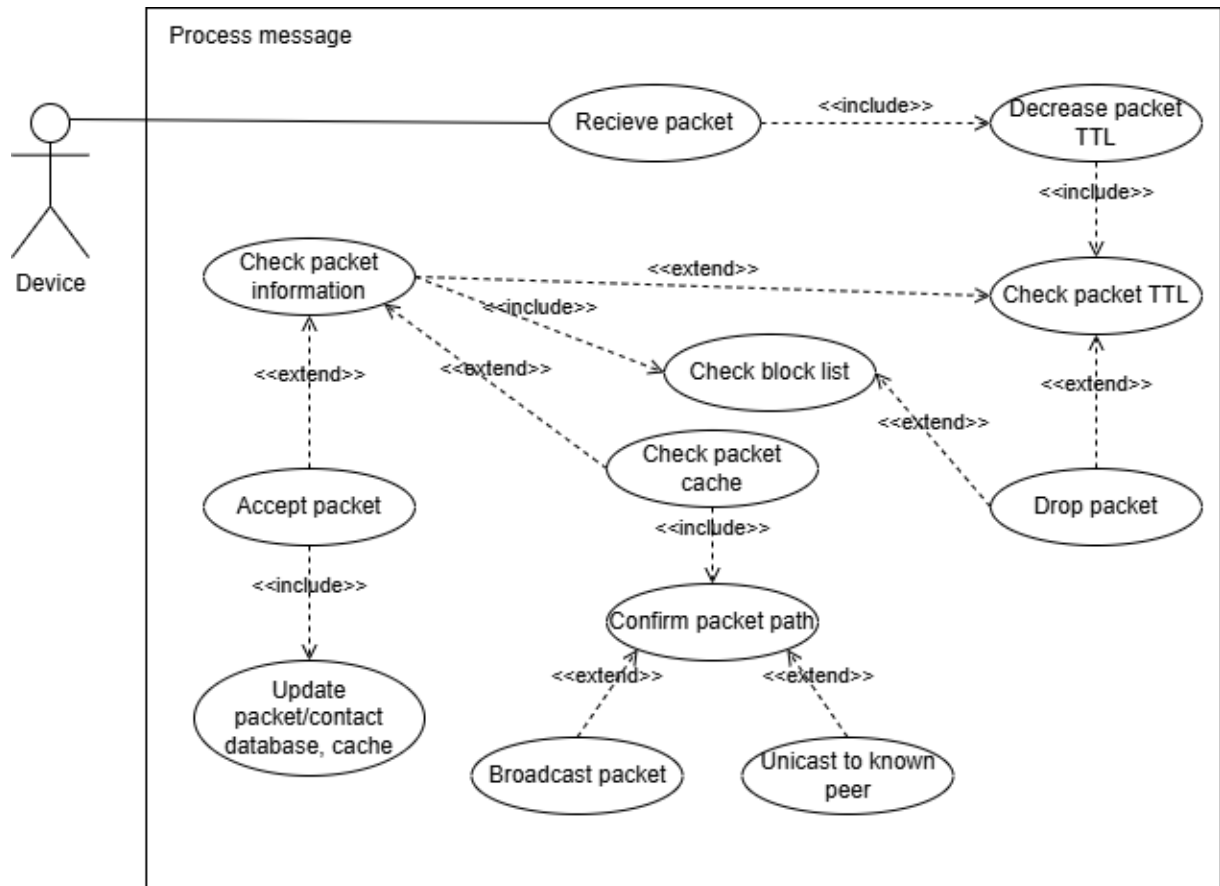 Process message
Recieve packet
<<include>>
Decrease packet
TTL
<<include>>
Device
Check packet
information
<<extend>>
Check packet TTL
<<include>>
<<extend>>
<<extend>>
Check block list
<<extend>>
<<extend>>
Check packet
cache
Accept packet
Drop packet
<<include>>
<<include>>
Confirm packet path
<<extend>>
<<extend>>
Update
packet/contact
database, cache
Broadcast packet
Unicast to known
peer